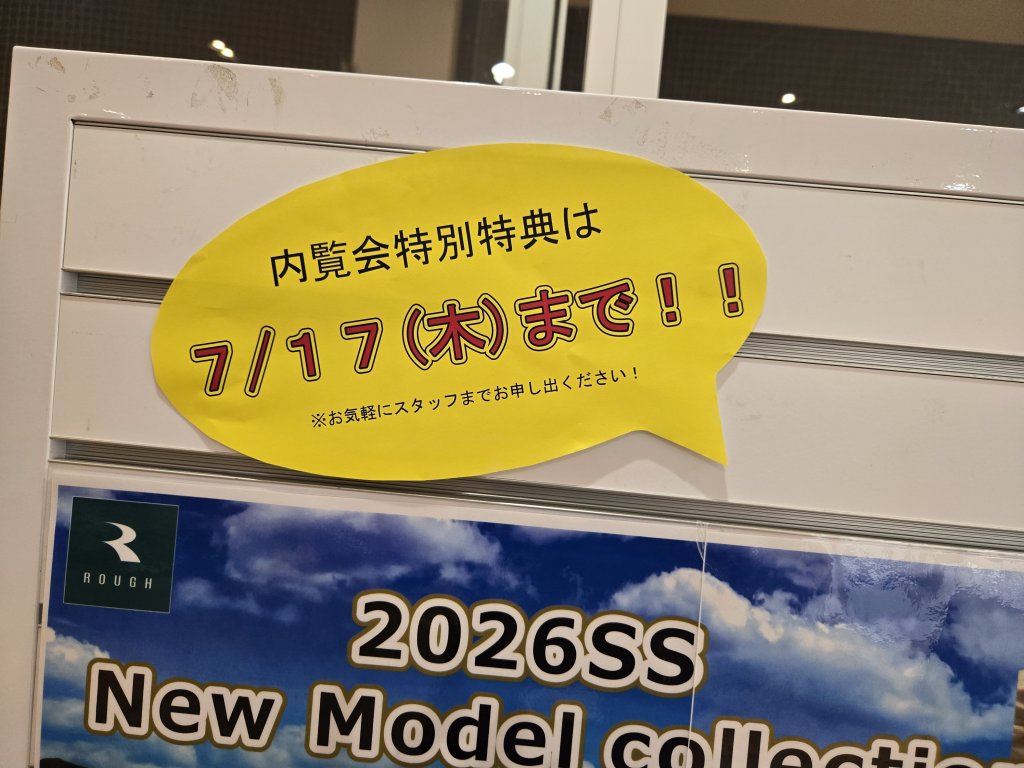 内覧会特別特典は
7/17(木)まで！！
※お気軽にスタッフまでお申し出ください！
ROUGH
2026SS
New Model collection